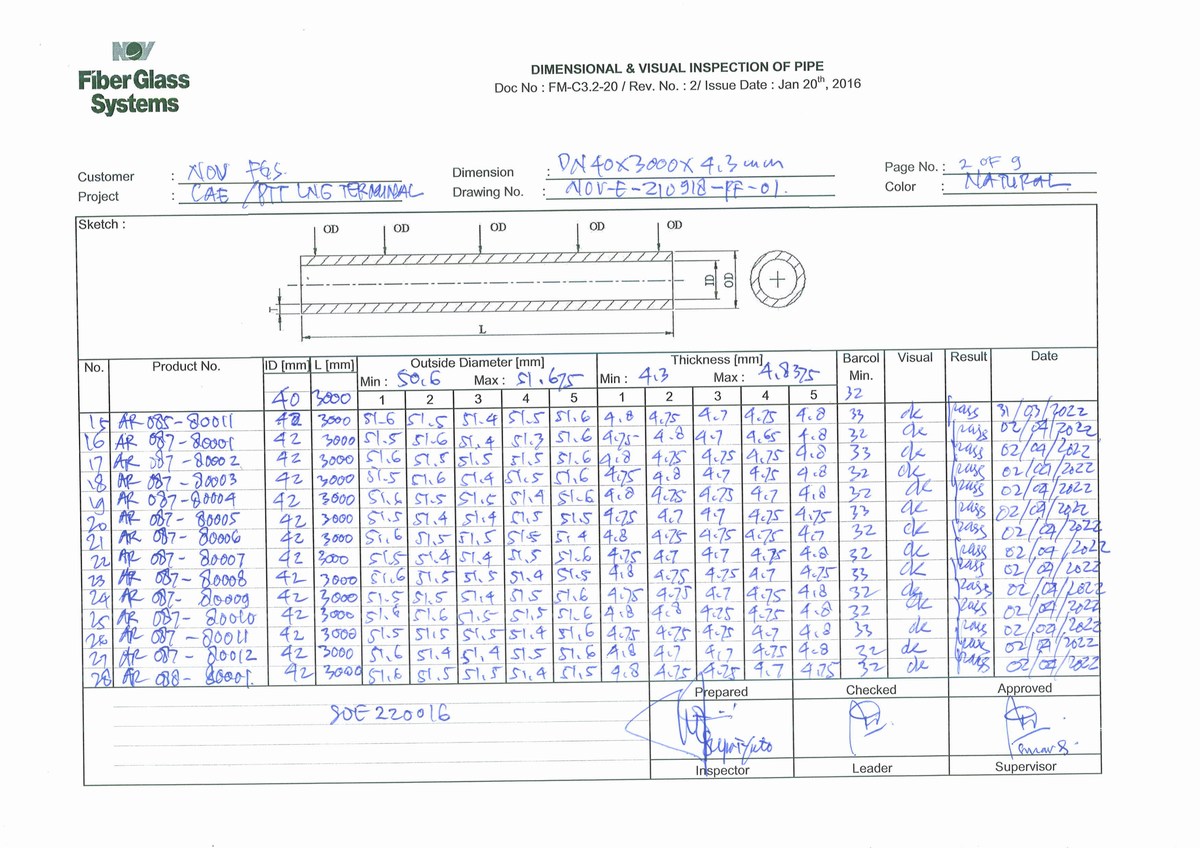 NOV
Fiber Glass
Systems
DIMENSIONAL & VISUAL INSPECTION OF PIPE
Doc No : FM-C3.2-20 / Rev. No. : 2/ Issue Date : Jan 20th, 2016
Customer : NOV FGS. Dimension : DN40X3000X4.3mm Page No. : 2 OF 9
Project : CAE / PTT LNG TERMINAL Drawing No. : NOV-E-210918-PF-01. Color : NATURAL
Sketch :
OD OD OD OD OD
ID OD
T
L
No. Product No. ID [mm] L [mm] Outside Diameter [mm] Thickness [mm] Barcol Visual Result Date
Min : 50.6 Max : 51.675 Min : 4.3 Max : 4.8375 Min.
40 3000 1 2 3 4 5 1 2 3 4 5 32
15 AR 085-80011 42 3000 51.6 51.5 51.4 51.5 51.6 4.8 4.75 4.7 4.75 4.8 33 ok pass 31/03/2022
16 AR 087-80001 42 3000 51.5 51.6 51.4 51.3 51.6 4.75 4.8 4.7 4.65 4.8 32 ok pass 02/04/2022
17 AR 087-80002 42 3000 51.6 51.5 51.5 51.5 51.6 4.8 4.75 4.7 4.75 4.8 33 ok pass 02/04/2022
18 AR 087-80003 42 3000 51.5 51.6 51.4 51.5 51.6 4.75 4.8 4.7 4.75 4.8 32 ok pass 02/04/2022
19 AR 087-80004 42 3000 51.6 51.5 51.5 51.4 51.6 4.8 4.75 4.75 4.7 4.8 32 ok pass 02/04/2022
20 AR 087-80005 42 3000 51.5 51.4 51.4 51.5 51.5 4.75 4.7 4.7 4.75 4.75 33 ok pass 02/04/2022
21 AR 087-80006 42 3000 51.6 51.5 51.5 51.5 51.4 4.8 4.75 4.75 4.75 4.7 32 ok pass 02/04/2022
22 AR 087-80007 42 3000 51.5 51.4 51.4 51.5 51.6 4.75 4.7 4.7 4.75 4.8 32 ok pass 02/04/2022
23 AR 087-80008 42 3000 51.6 51.5 51.5 51.4 51.5 4.8 4.75 4.75 4.7 4.75 33 ok pass 02/04/2022
24 AR 087-80009 42 3000 51.5 51.5 51.4 51.5 51.6 4.75 4.75 4.7 4.75 4.8 32 ok pass 02/04/2022
25 AR 087-80010 42 3000 51.6 51.6 51.5 51.5 51.6 4.8 4.8 4.75 4.75 4.8 32 ok pass 02/04/2022
26 AR 087-80011 42 3000 51.5 51.5 51.5 51.4 51.6 4.75 4.75 4.75 4.7 4.8 33 ok pass 02/04/2022
27 AR 087-80012 42 3000 51.6 51.4 51.4 51.5 51.6 4.8 4.7 4.7 4.75 4.8 32 ok pass 02/04/2022
28 AR 088-80001 42 3000 51.6 51.5 51.5 51.4 51.5 4.8 4.75 4.75 4.7 4.75 32 ok pass 02/04/2022
SOE220016
Prepared Checked Approved
Inspector Leader Supervisor